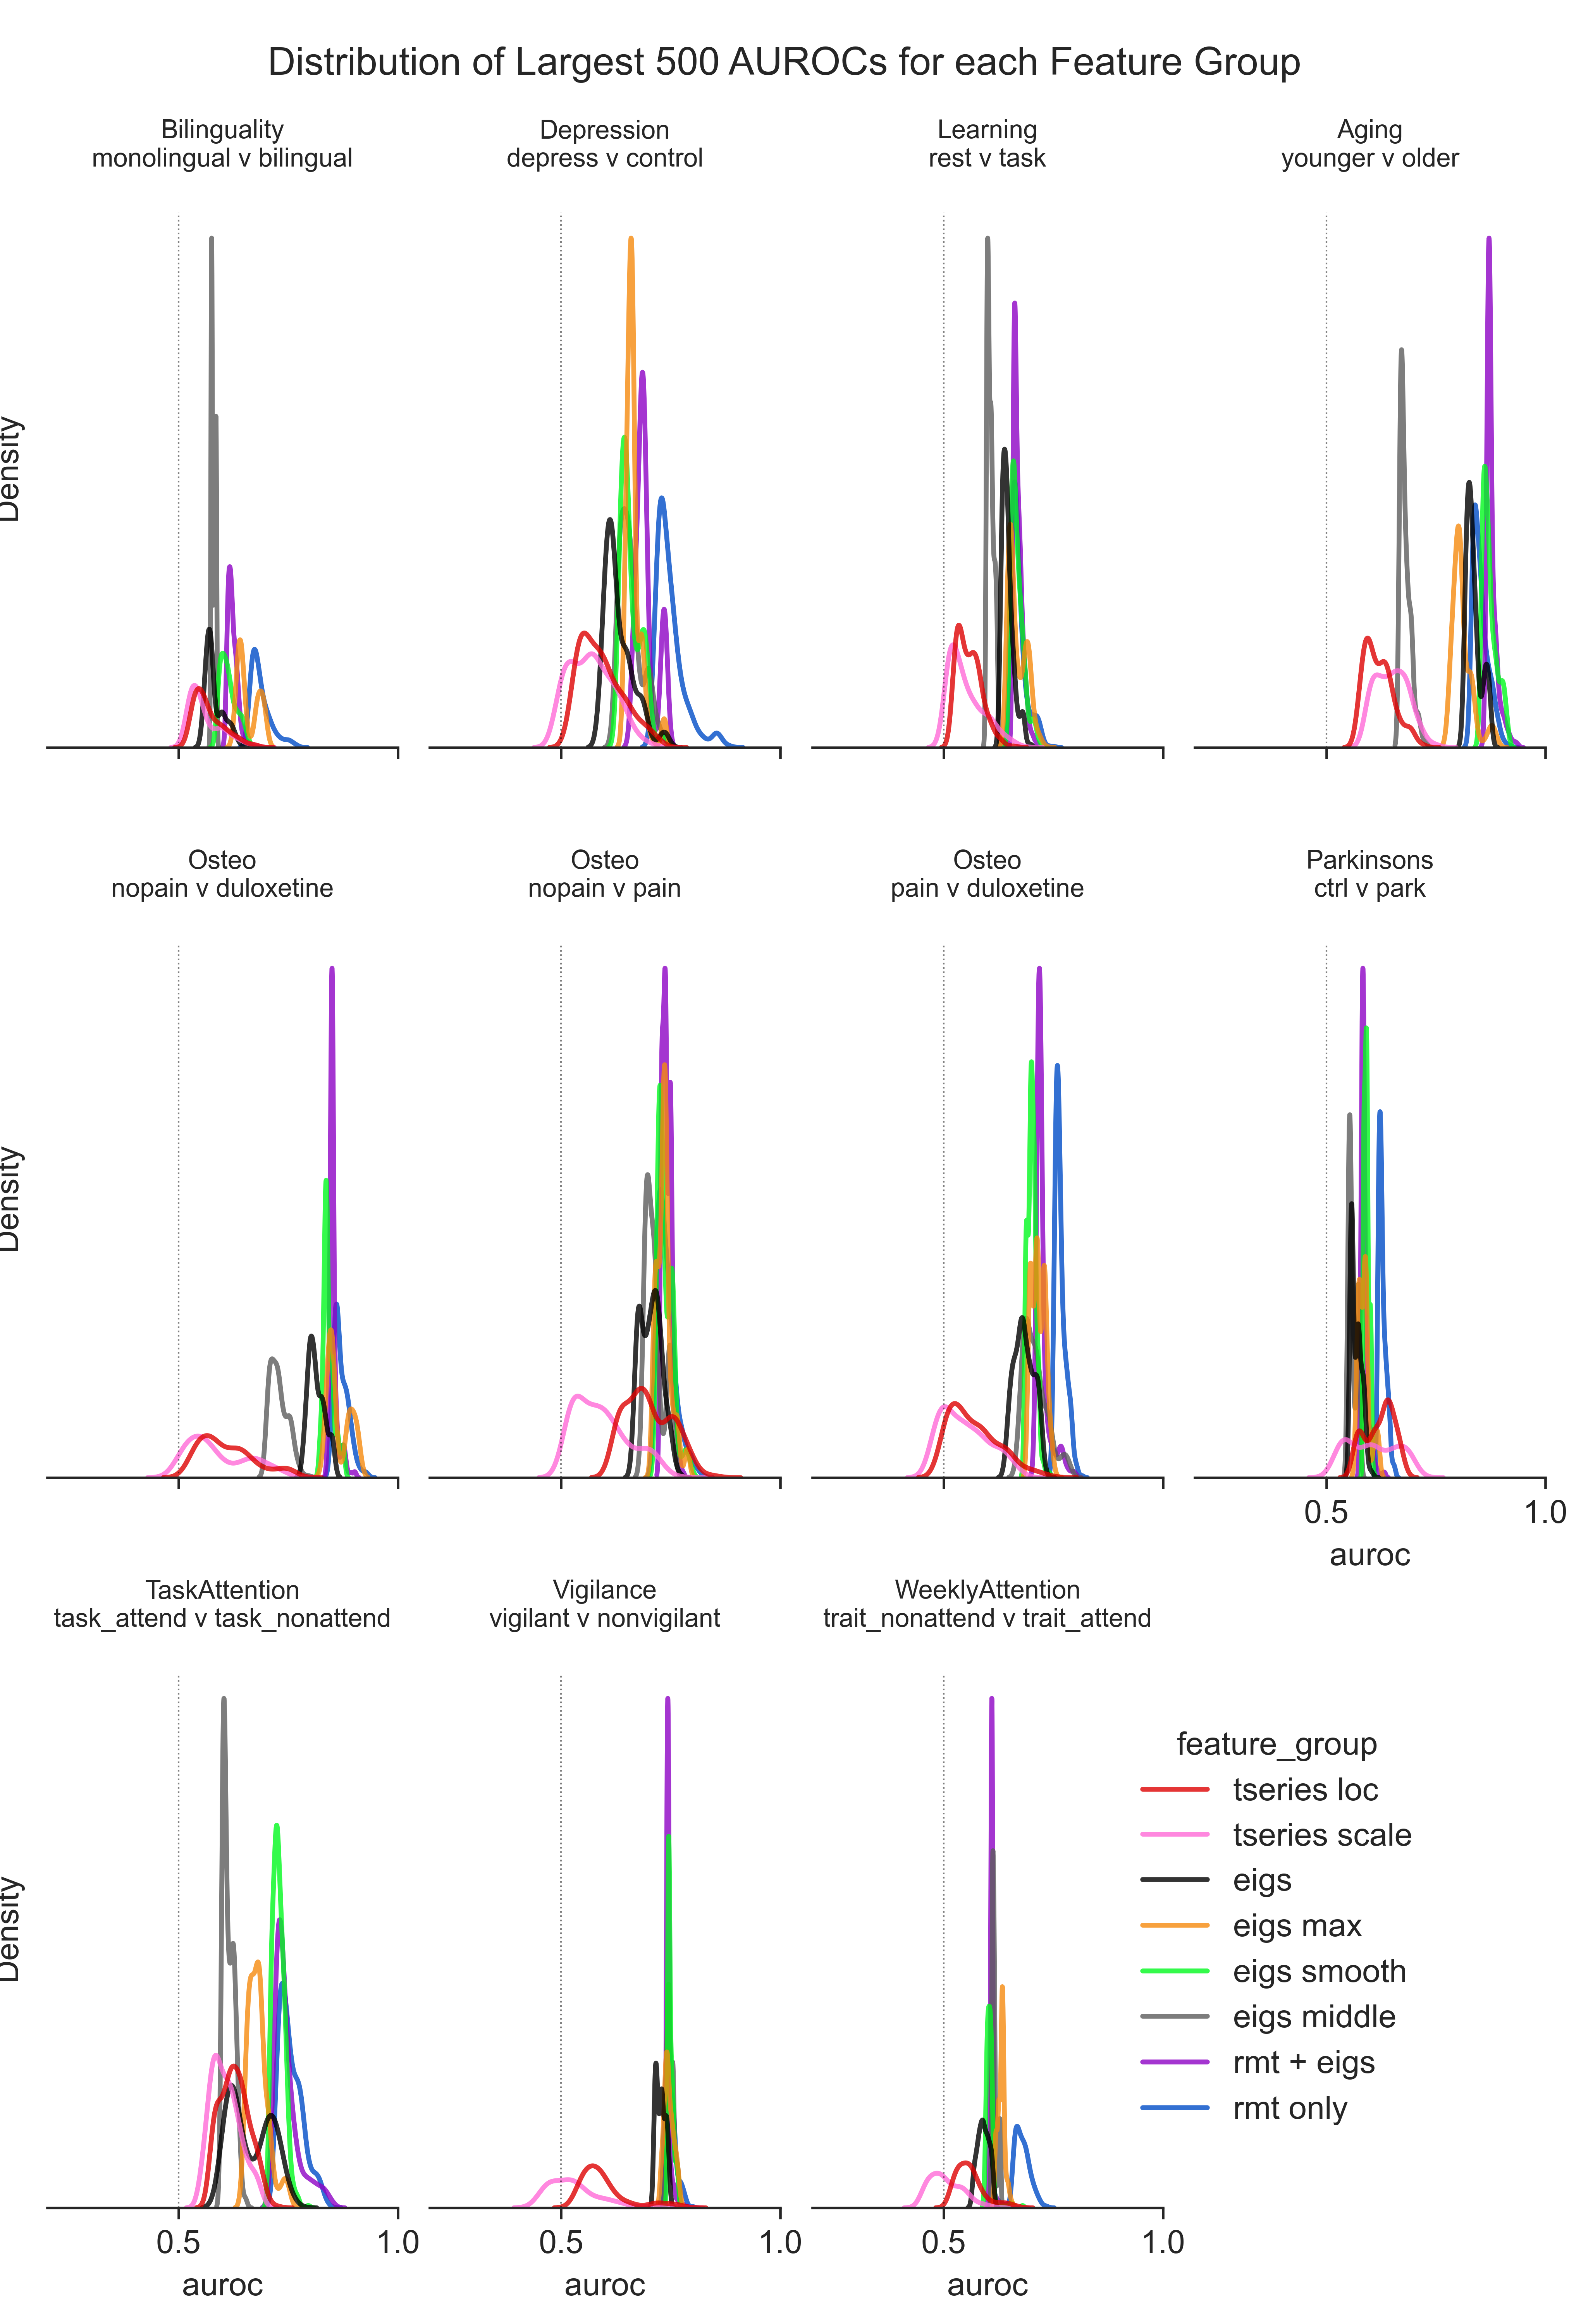 Distribution of Largest 500 AUROCs for each Feature Group
Bilinguality
monolingual v bilingual
Depression
depress v control
Learning
rest v task
Aging
younger v older
Density
Osteo
nopain v duloxetine
Osteo
nopain v pain
Osteo
pain v duloxetine
Parkinsons
ctrl v park
Density
0.5 1.0
auroc
TaskAttention
task_attend v task_nonattend
Vigilance
vigilant v nonvigilant
WeeklyAttention
trait_nonattend v trait_attend
Density
feature_group
tseries loc
tseries scale
eigs
eigs max
eigs smooth
eigs middle
rmt + eigs
rmt only
0.5 1.0 0.5 1.0 0.5 1.0
auroc auroc auroc